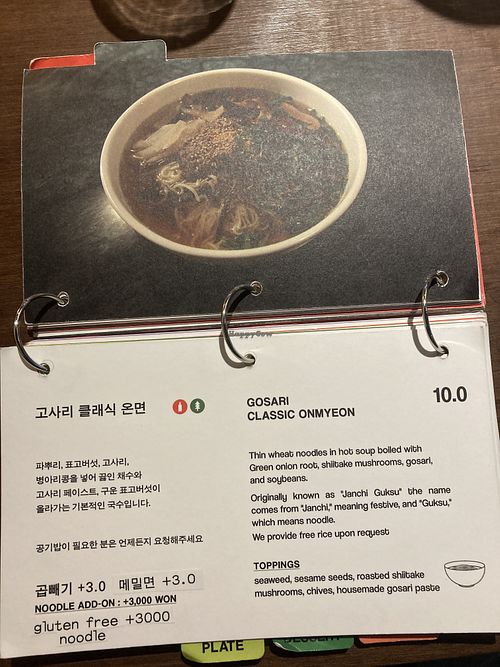 HappyCow
고사리 클래식 온면
GOSARI
CLASSIC ONMYEON
10.0
파뿌리, 표고버섯, 고사리,
병아리콩을 넣어 끓인 채수와
고사리 페이스트, 구운 표고버섯이
올라가는 기본적인 국수입니다.
공기밥이 필요한 분은 언제든지 요청해주세요
Thin wheat noodles in hot soup boiled with
Green onion root, shiitake mushrooms, gosari,
and soybeans.
Originally known as "Janchi Guksu" the name
comes from "Janchi," meaning festive, and "Guksu,"
which means noodle.
We provide free rice upon request
TOPPINGS
seaweed, sesame seeds, roasted shiitake
mushrooms, chives, housemade gosari paste
곱빼기 +3.0 메밀면 +3.0
NOODLE ADD-ON : +3,000 WON
gluten free +3000
noodle
PLATE